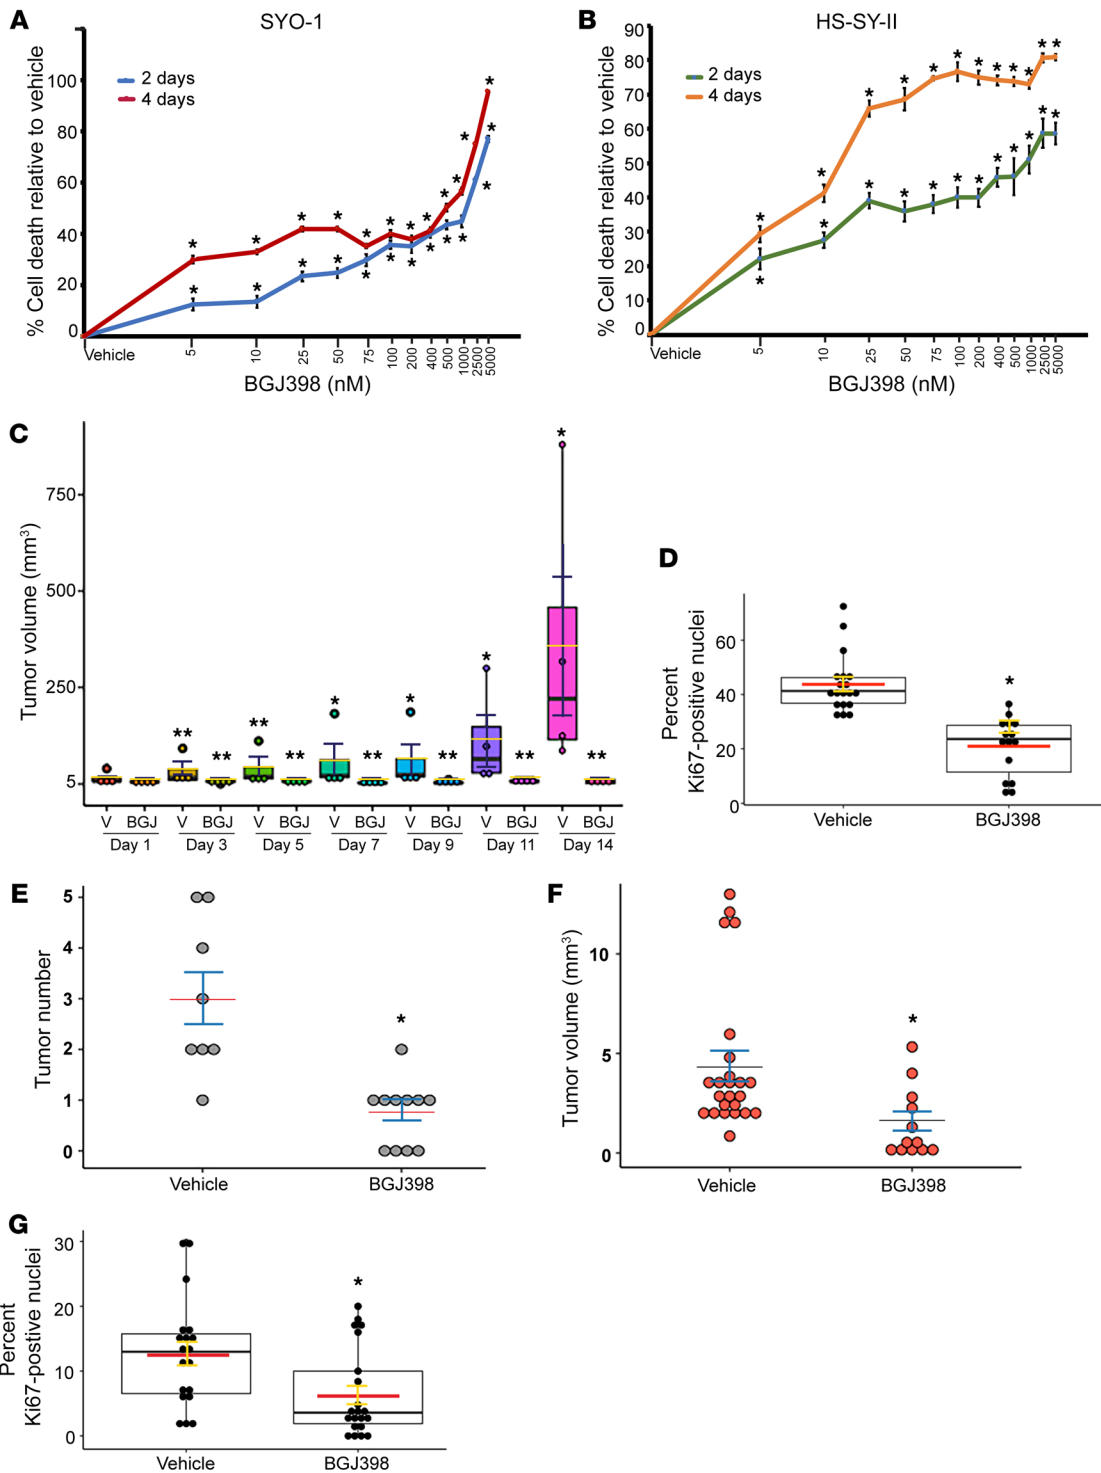 A
SYO-1
% Cell death relative to vehicle
2 days
4 days
100
80
60
40
20
0
Vehicle 5 10 25 50 75 100 200 400 500 1000 2500 5000
BGJ398 (nM)
B
HS-SY-II
% Cell death relative to vehicle
2 days
4 days
90
80
70
60
50
40
30
20
10
0
Vehicle 5 10 25 50 75 100 200 400 500 1000 2500 5000
BGJ398 (nM)
C
Tumor volume (mm³)
750
500
250
5
V BGJ V BGJ V BGJ V BGJ V BGJ V BGJ V BGJ
Day 1 Day 3 Day 5 Day 7 Day 9 Day 11 Day 14
D
Percent
Ki67-positive nuclei
60
40
20
0
Vehicle BGJ398
E
Tumor number
5
4
3
2
1
0
Vehicle BGJ398
F
Tumor volume (mm³)
10
5
0
Vehicle BGJ398
G
Percent
Ki67-postive nuclei
30
20
10
0
Vehicle BGJ398